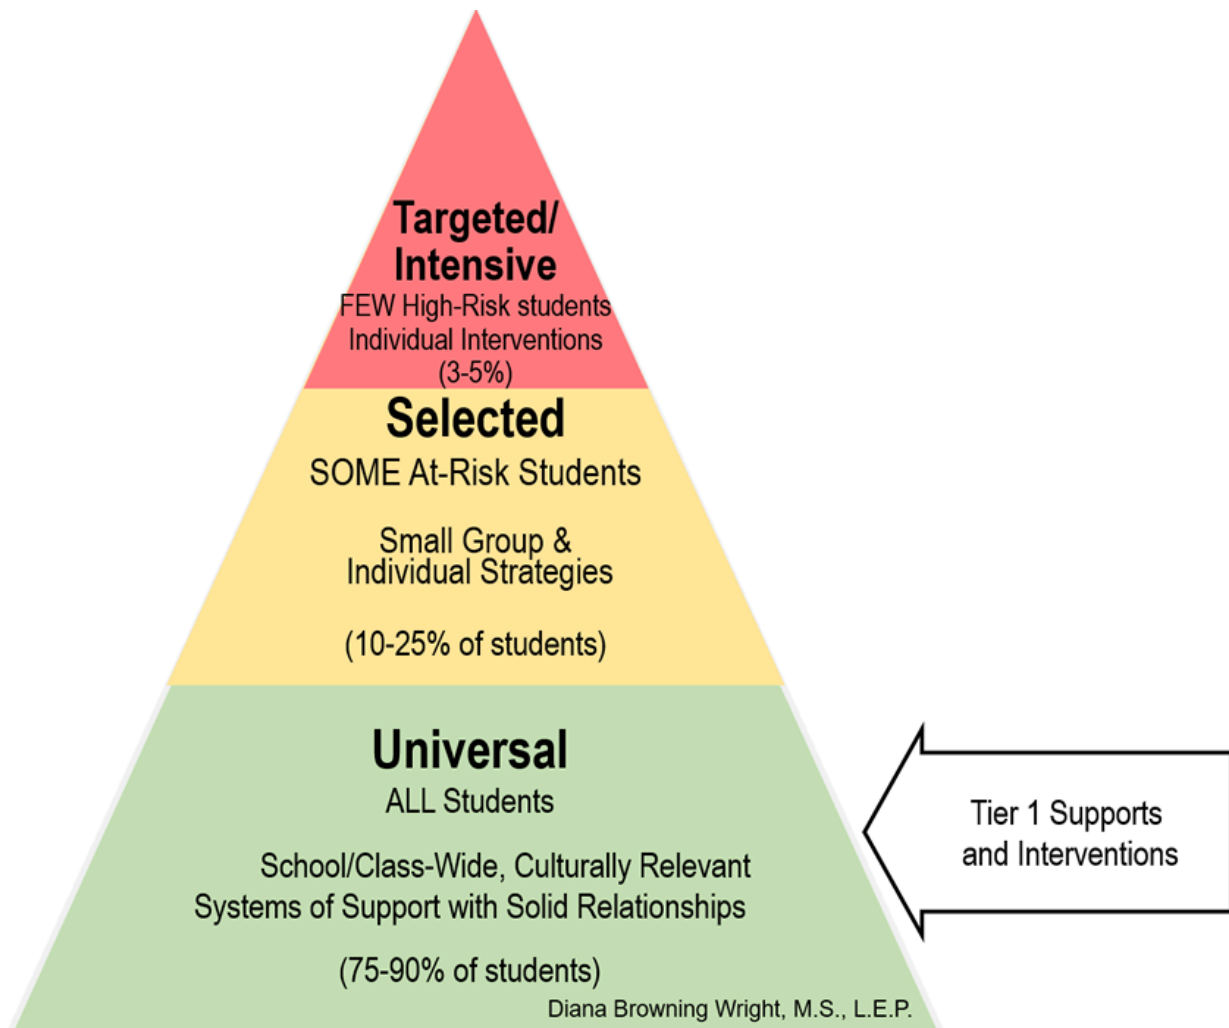 Targeted/
Intensive
FEW High-Risk students
Individual Interventions
(3-5%)
Selected
SOME At-Risk Students
Small Group &
Individual Strategies
(10-25% of students)
Universal
ALL Students
School/Class-Wide, Culturally Relevant
Systems of Support with Solid Relationships
(75-90% of students)
Diana Browning Wright, M.S., L.E.P.
Tier 1 Supports
and Interventions